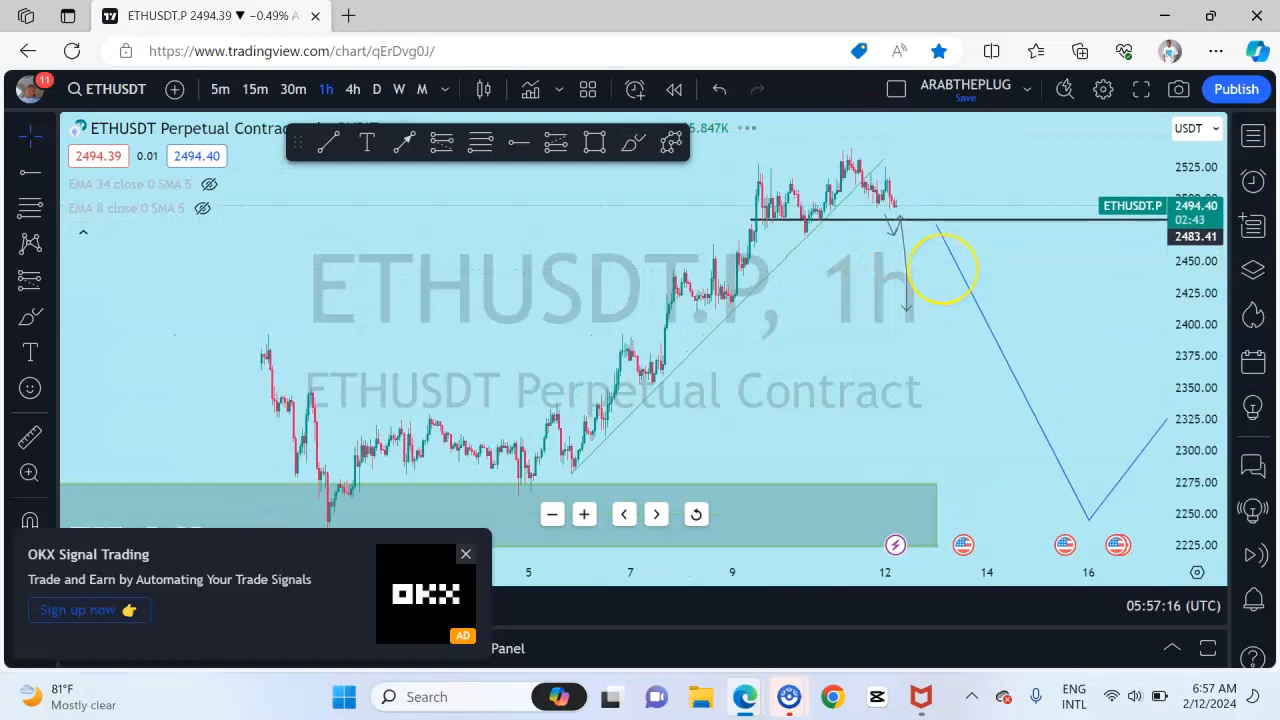 ETHUSDT 2494.39 ▼ −0.49% A
https://www.tradingview.com/chart/qErDvg0J/
11
ETHUSDT
5m 15m 30m 1h 4h D W M
ARABTHEPLUG
Save
Publish
ETHUSDT Perpetual Contra
5.847K
USDT
2494.39 0.01 2494.40
EMA 34 close 0 SMA 5
EMA 8 close 0 SMA 5
2525.00
ETHUSDT.P 2494.40
02:43
2483.41
2450.00
2425.00
2400.00
2375.00
2350.00
2325.00
2300.00
2275.00
2250.00
2225.00
ETHUSDT.P, 1h
ETHUSDT Perpetual Contract
5 7 9 12 14 16
OKX Signal Trading
Trade and Earn by Automating Your Trade Signals
Sign up now 👉
OKX
AD
05:57:16 (UTC)
Panel
81°F
Mostly clear
Search
ENG
INTL
6:57 AM
2/12/2024